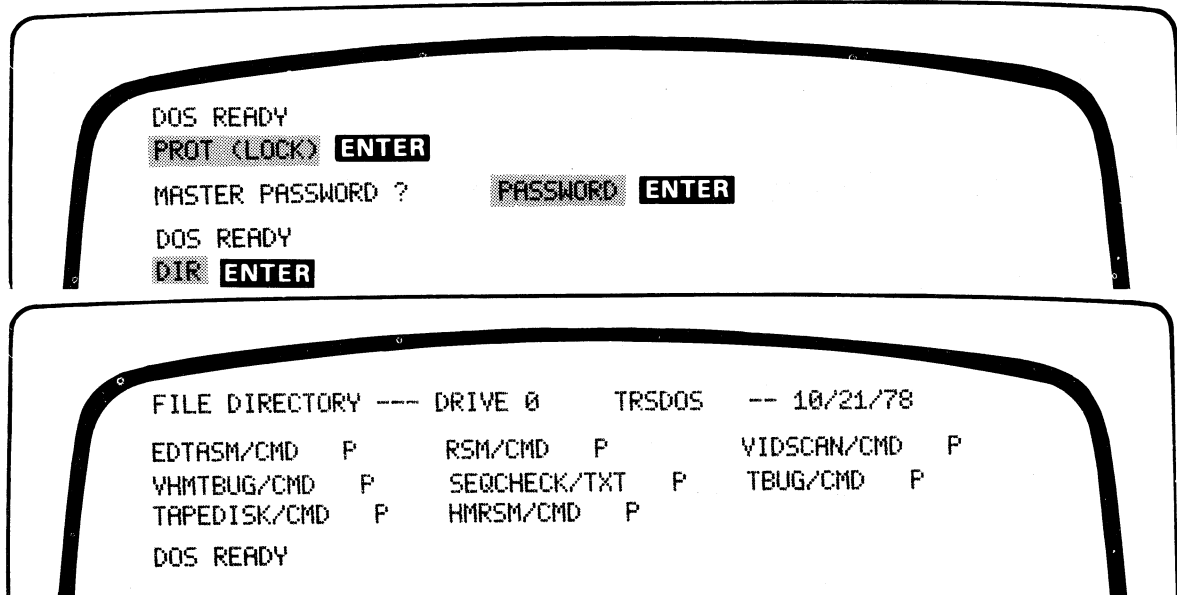 DOS READY
PROT (LOCK) ENTER
MASTER PASSWORD ? PASSWORD ENTER
DOS READY
DIR ENTER
FILE DIRECTORY --- DRIVE 0 TRSDOS -- 10/21/78
EDTASM/CMD P RSM/CMD P VIDSCAN/CMD P
VHMTBUG/CMD P SEQCHECK/TXT P TBUG/CMD P
TAPEDISK/CMD P HMRSM/CMD P
DOS READY